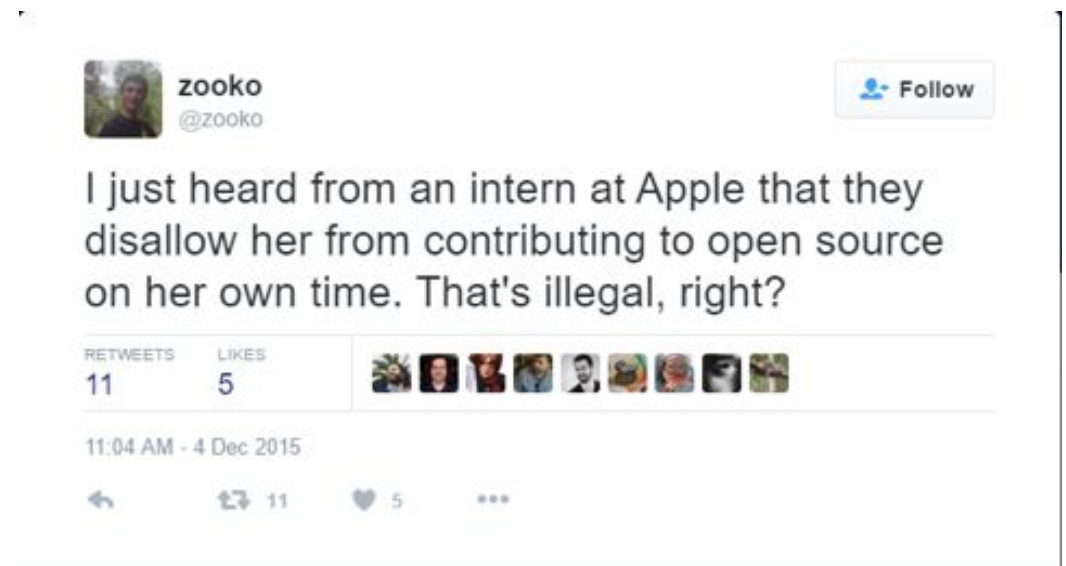 zooko
@zooko
Follow
I just heard from an intern at Apple that they
disallow her from contributing to open source
on her own time. That's illegal, right?
RETWEETS LIKES
11 5
11:04 AM - 4 Dec 2015
11 5